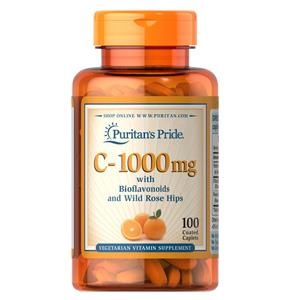 SHOP ONLINE WWW.PURITAN.COM
Puritan's Pride.
C-1000mg
with
Bioflavonoids
and Wild Rose Hips
100
Coated
Caplets
VEGETARIAN VITAMIN SUPPLEMENT